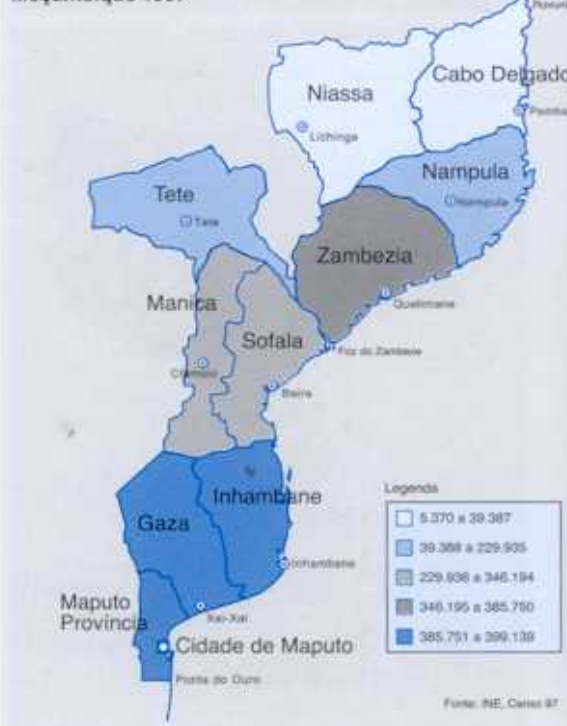 Cabo Delgado
Niassa
Lichinga
Pemba
Nampula
Nampula
Tete
Tete
Zambezia
Quelimane
Manica
Sofala
Foz do Zambeze
Chimoio
Beira
Inhambane
Gaza
Inhambane
Maputo
Província
Xai-Xai
Cidade de Maputo
Ponta do Ouro
Legenda
5.370 a 39.387
39.388 a 229.935
229.936 a 346.194
346.195 a 385.750
385.751 a 399.139
Fonte: INE, Censo 97